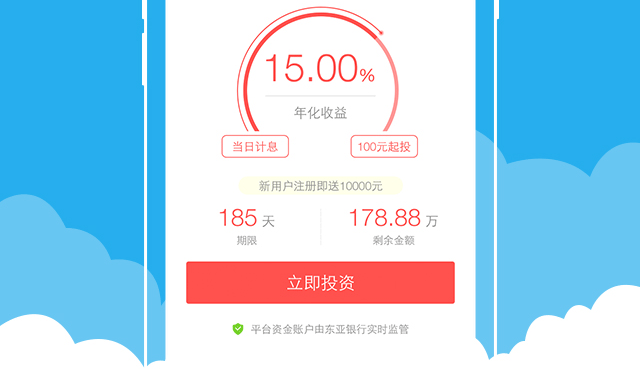 15.00%
年化收益
当日计息 100元起投
新用户注册即送10000元
185 天 178.88 万
期限 剩余金额
立即投资
平台资金账户由东亚银行实时监管